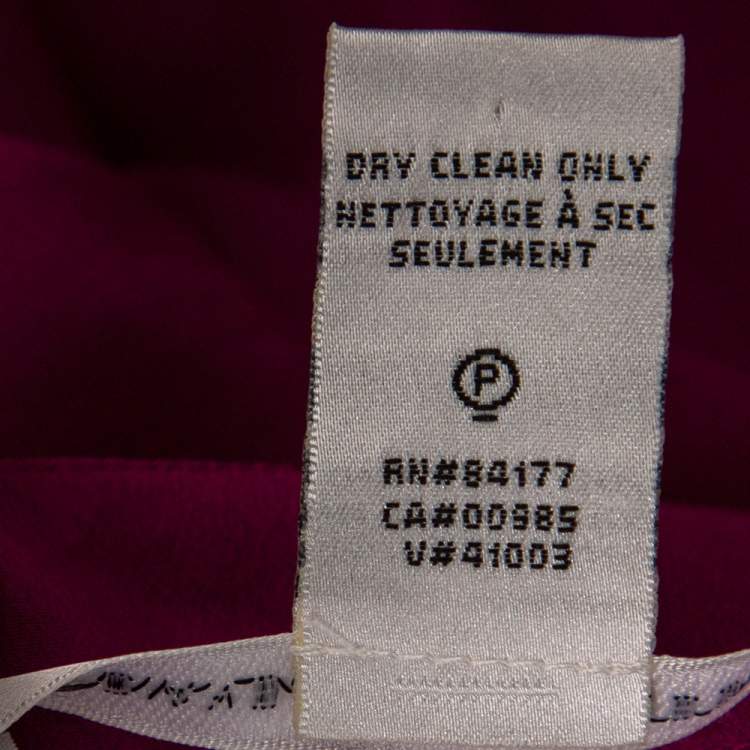 DRY CLEAN ONLY
NETTOYAGE À SEC
SEULEMENT
P
RN#84177
CA#00985
V#41003